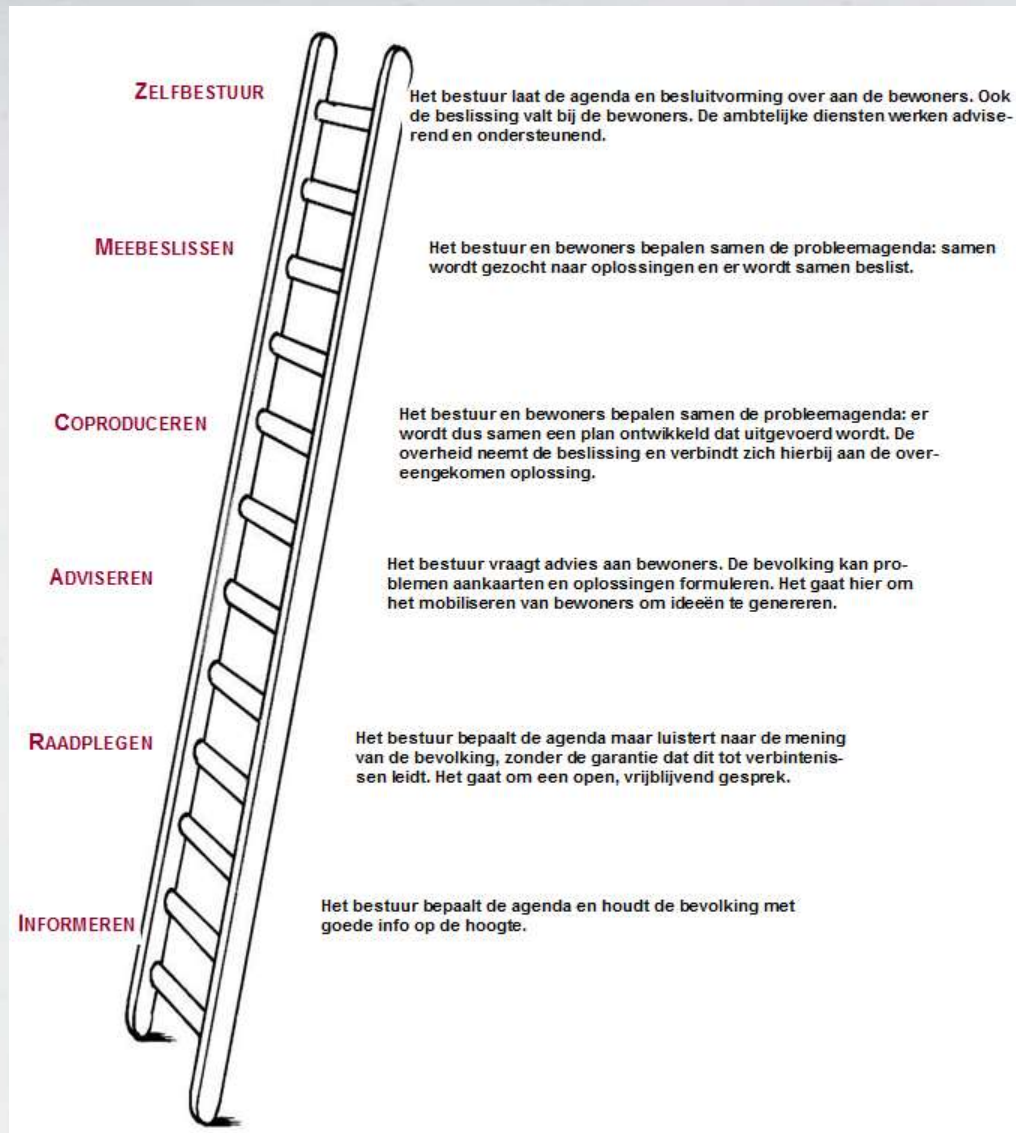 ZELFBESTUUR
Het bestuur laat de agenda en besluitvorming over aan de bewoners. Ook
de beslissing valt bij de bewoners. De ambtelijke diensten werken advise-
rend en ondersteunend.
MEEBESLISSEN
Het bestuur en bewoners bepalen samen de probleemagenda: samen
wordt gezocht naar oplossingen en er wordt samen beslist.
COPRODUCEREN
Het bestuur en bewoners bepalen samen de probleemagenda: er
wordt dus samen een plan ontwikkeld dat uitgevoerd wordt. De
overheid neemt de beslissing en verbindt zich hierbij aan de over-
eengekomen oplossing.
ADVISEREN
Het bestuur vraagt advies aan bewoners. De bevolking kan pro-
blemen aankaarten en oplossingen formuleren. Het gaat hier om
het mobiliseren van bewoners om ideeën te genereren.
RAADPLEGEN
Het bestuur bepaalt de agenda maar luistert naar de mening
van de bevolking, zonder de garantie dat dit tot verbintenis-
sen leidt. Het gaat om een open, vrijblijvend gesprek.
INFORMEREN
Het bestuur bepaalt de agenda en houdt de bevolking met
goede info op de hoogte.